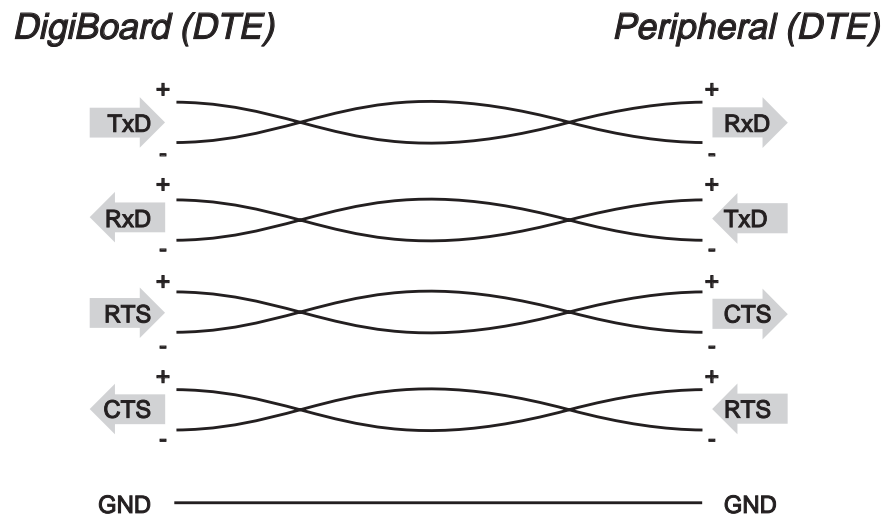 DigiBoard (DTE) Peripheral (DTE)
+ +
TxD RxD
- -
+ +
RxD TxD
- -
+ +
RTS CTS
- -
+ +
CTS RTS
- -
GND GND